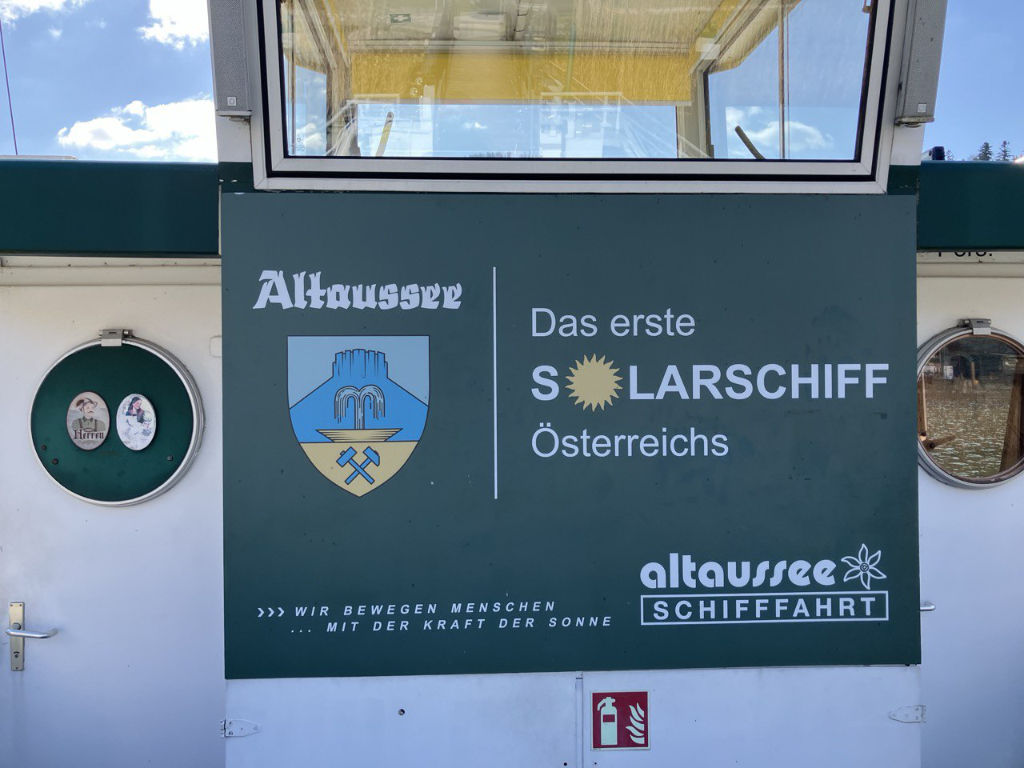 Altaussee
Das erste
SOLARSCHIFF
Österreichs
altaussee
SCHIFFFAHRT
››› WIR BEWEGEN MENSCHEN
... MIT DER KRAFT DER SONNE
Herren